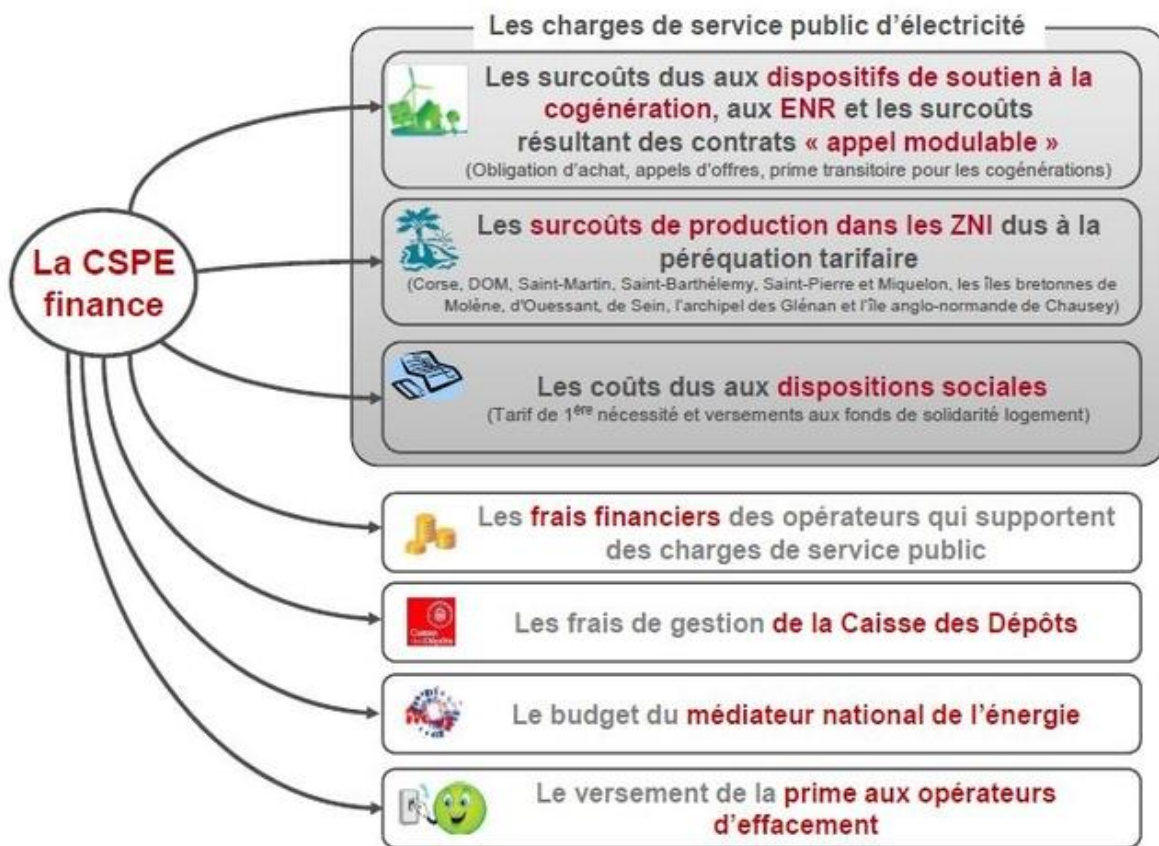 Les charges de service public d'électricité
Les surcoûts dus aux dispositifs de soutien à la
cogénération, aux ENR et les surcoûts
résultant des contrats « appel modulable »
(Obligation d'achat, appels d'offres, prime transitoire pour les cogénérations)
La CSPE
finance
Les surcoûts de production dans les ZNI dus à la
péréquation tarifaire
(Corse, DOM, Saint-Martin, Saint-Barthélemy, Saint-Pierre et Miquelon, les îles bretonnes de
Molène, d'Ouessant, de Sein, l'archipel des Glénan et l'île anglo-normande de Chausey)
Les coûts dus aux dispositions sociales
(Tarif de 1ère nécessité et versements aux fonds de solidarité logement)
Les frais financiers des opérateurs qui supportent
des charges de service public
Caisse
des Dépôts
Les frais de gestion de la Caisse des Dépôts
Le budget du médiateur national de l'énergie
Le versement de la prime aux opérateurs
d'effacement